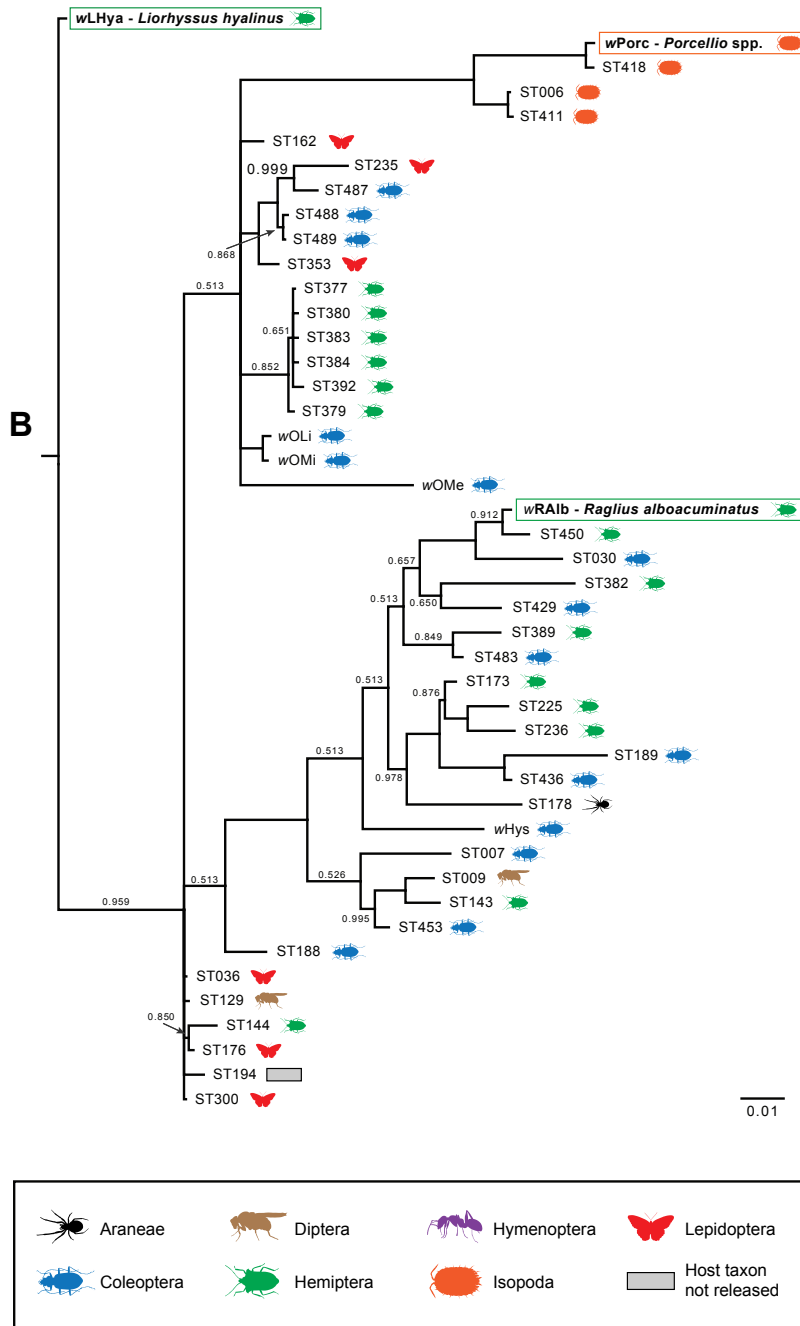 wLHya - Liorhyssus hyalinus
wPorc - Porcellio spp.
ST418
ST006
ST411
ST162
0.999
ST235
ST487
ST488
0.868
ST489
ST353
0.513
ST377
ST380
0.651
ST383
ST384
0.852
ST392
ST379
B
wOLi
wOMi
wOMe
wRAlb - Raglius alboacuminatus
0.912
ST450
0.657
ST030
ST382
0.513
0.650
ST429
ST389
0.849
ST483
0.513
ST173
0.876
ST225
ST236
0.513
ST189
0.978
ST436
ST178
wHys
ST007
0.526
ST009
ST143
0.995
ST453
0.513
0.959
ST188
ST036
ST129
0.850
ST144
ST176
ST194
ST300
0.01
Araneae
Diptera
Hymenoptera
Lepidoptera
Coleoptera
Hemiptera
Isopoda
Host taxon
not released